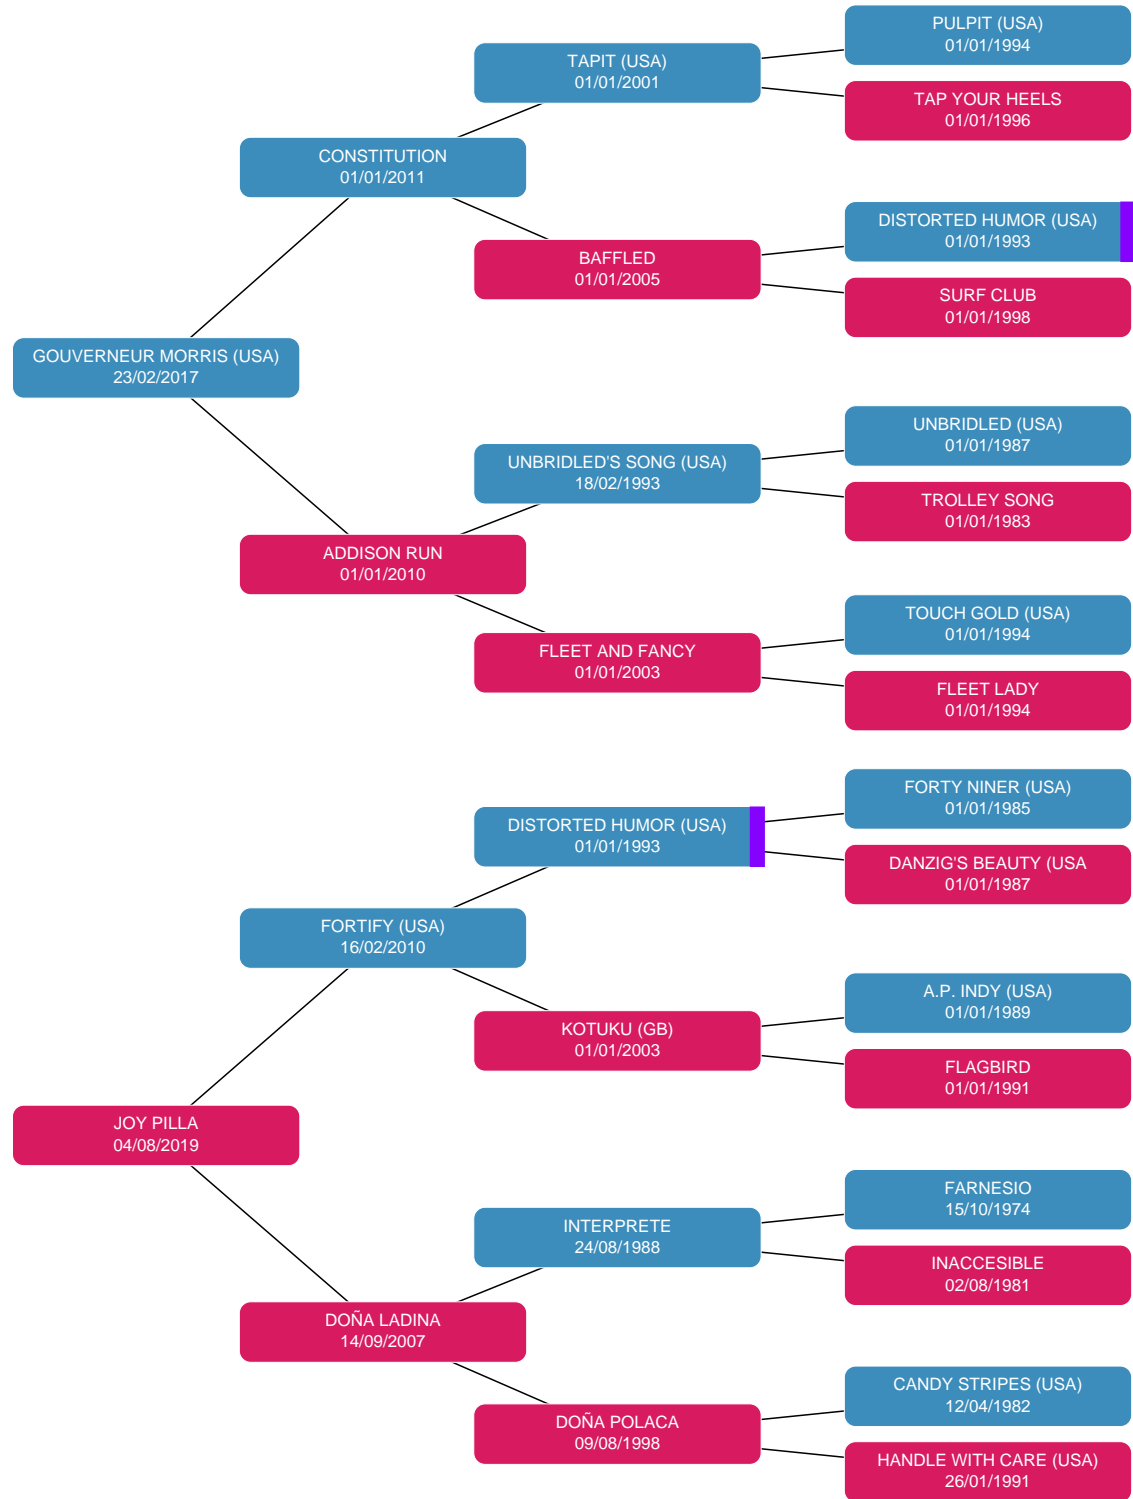 PULPIT (USA)
01/01/1994
TAPIT (USA)
01/01/2001
TAP YOUR HEELS
01/01/1996
CONSTITUTION
01/01/2011
DISTORTED HUMOR (USA)
01/01/1993
BAFFLED
01/01/2005
SURF CLUB
01/01/1998
GOUVERNEUR MORRIS (USA)
23/02/2017
UNBRIDLED (USA)
01/01/1987
UNBRIDLED'S SONG (USA)
18/02/1993
TROLLEY SONG
01/01/1983
ADDISON RUN
01/01/2010
TOUCH GOLD (USA)
01/01/1994
FLEET AND FANCY
01/01/2003
FLEET LADY
01/01/1994
FORTY NINER (USA)
01/01/1985
DISTORTED HUMOR (USA)
01/01/1993
DANZIG'S BEAUTY (USA
01/01/1987
FORTIFY (USA)
16/02/2010
A.P. INDY (USA)
01/01/1989
KOTUKU (GB)
01/01/2003
FLAGBIRD
01/01/1991
JOY PILLA
04/08/2019
FARNESIO
15/10/1974
INTERPRETE
24/08/1988
INACCESIBLE
02/08/1981
DOÑA LADINA
14/09/2007
CANDY STRIPES (USA)
12/04/1982
DOÑA POLACA
09/08/1998
HANDLE WITH CARE (USA)
26/01/1991